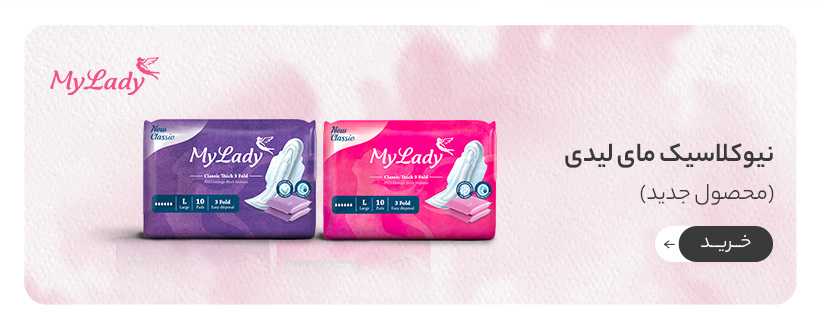 MyLady
نیوکلاسیک مای لیدی
(محصول جدید)
خـریـد
New
Classic
MyLady
Classic Thick 3 Fold
L
Large
10
Pads
3 Fold
Easy disposal
New
Classic
MyLady
Classic Thick 3 Fold
L
Large
10
Pads
3 Fold
Easy disposal